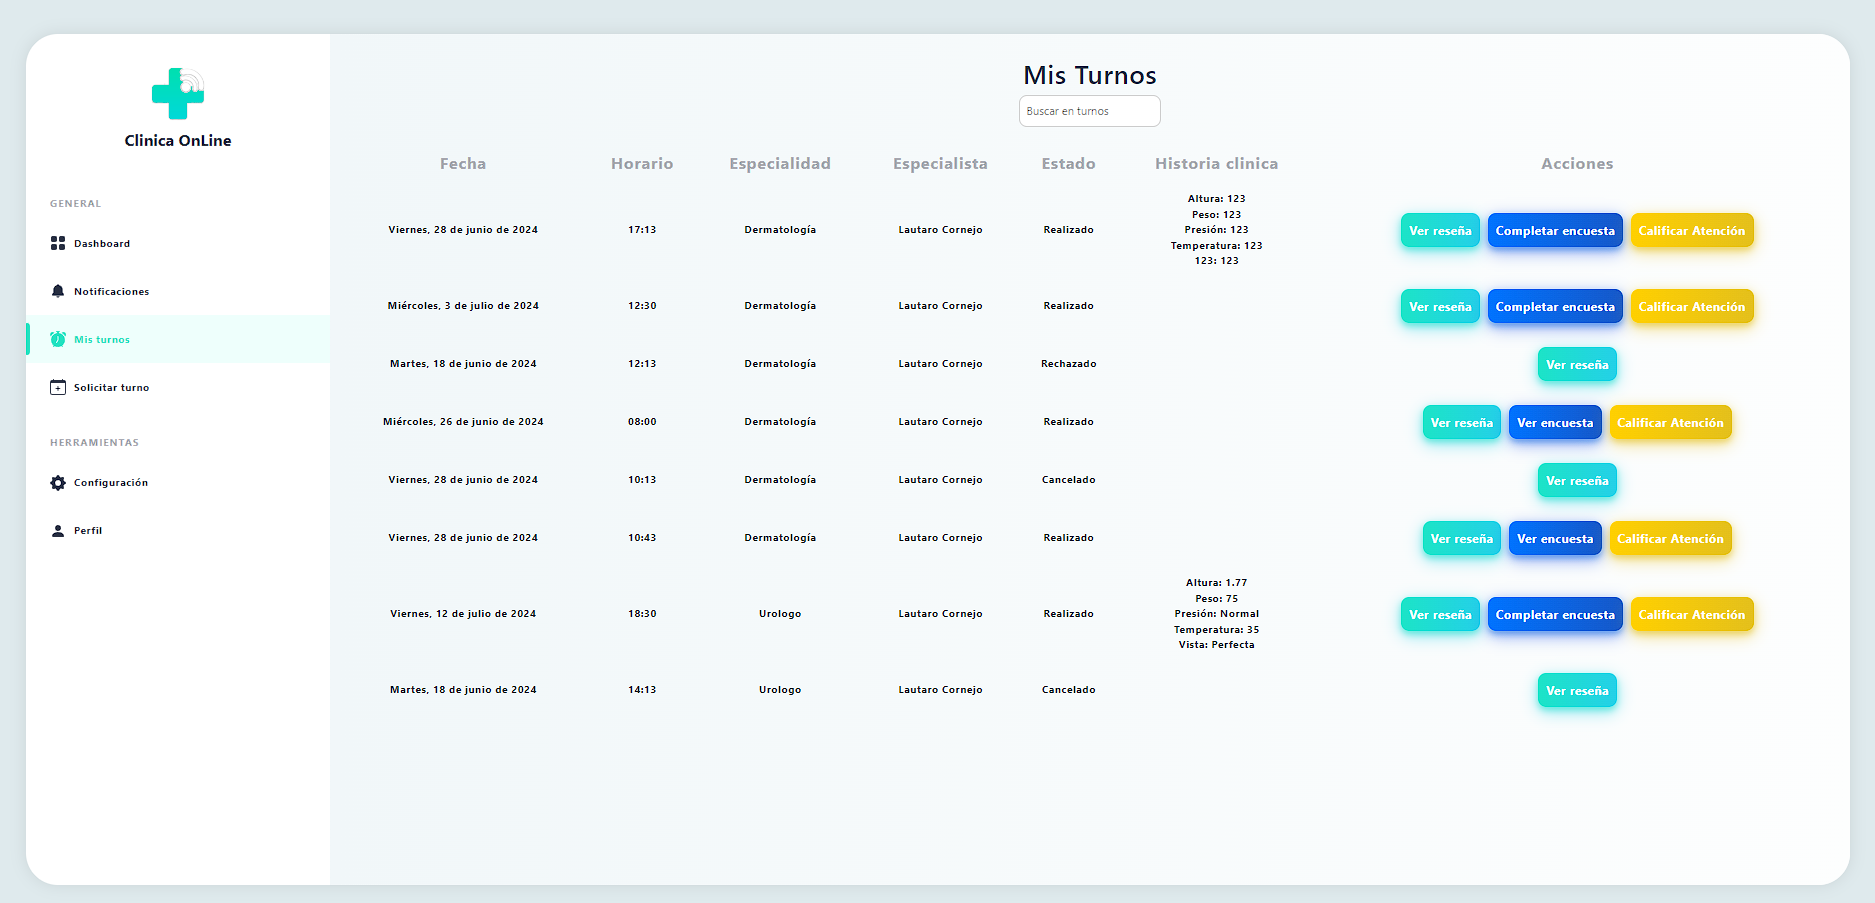 Clinica OnLine
GENERAL
Dashboard
Notificaciones
Mis turnos
Solicitar turno
HERRAMIENTAS
Configuración
Perfil
Mis Turnos
Buscar en turnos
Fecha Horario Especialidad Especialista Estado Historia clinica Acciones
Altura: 123
Peso: 123
Viernes, 28 de junio de 2024 17:13 Dermatología Lautaro Cornejo Realizado Presión: 123 Ver reseña Completar encuesta Calificar Atención
Temperatura: 123
123: 123
Miércoles, 3 de julio de 2024 12:30 Dermatología Lautaro Cornejo Realizado Ver reseña Completar encuesta Calificar Atención
Martes, 18 de junio de 2024 12:13 Dermatología Lautaro Cornejo Rechazado Ver reseña
Miércoles, 26 de junio de 2024 08:00 Dermatología Lautaro Cornejo Realizado Ver reseña Ver encuesta Calificar Atención
Viernes, 28 de junio de 2024 10:13 Dermatología Lautaro Cornejo Cancelado Ver reseña
Viernes, 28 de junio de 2024 10:43 Dermatología Lautaro Cornejo Realizado Ver reseña Ver encuesta Calificar Atención
Altura: 1.77
Peso: 75
Viernes, 12 de julio de 2024 18:30 Urologo Lautaro Cornejo Realizado Presión: Normal Ver reseña Completar encuesta Calificar Atención
Temperatura: 35
Vista: Perfecta
Martes, 18 de junio de 2024 14:13 Urologo Lautaro Cornejo Cancelado Ver reseña